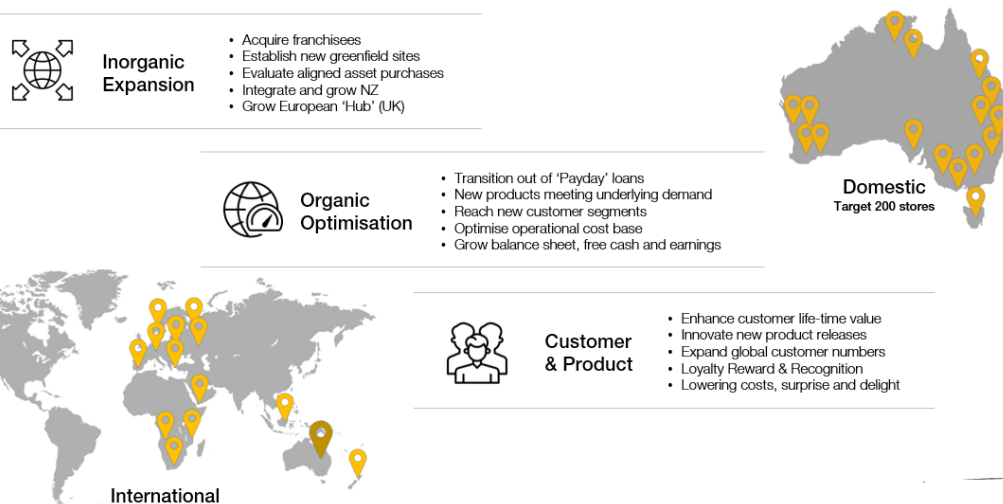 Inorganic
Expansion
• Acquire franchisees
• Establish new greenfield sites
• Evaluate aligned asset purchases
• Integrate and grow NZ
• Grow European ‘Hub’ (UK)
Domestic
Target 200 stores
Organic
Optimisation
• Transition out of ‘Payday’ loans
• New products meeting underlying demand
• Reach new customer segments
• Optimise operational cost base
• Grow balance sheet, free cash and earnings
Customer
& Product
• Enhance customer life-time value
• Innovate new product releases
• Expand global customer numbers
• Loyalty Reward & Recognition
• Lowering costs, surprise and delight
International